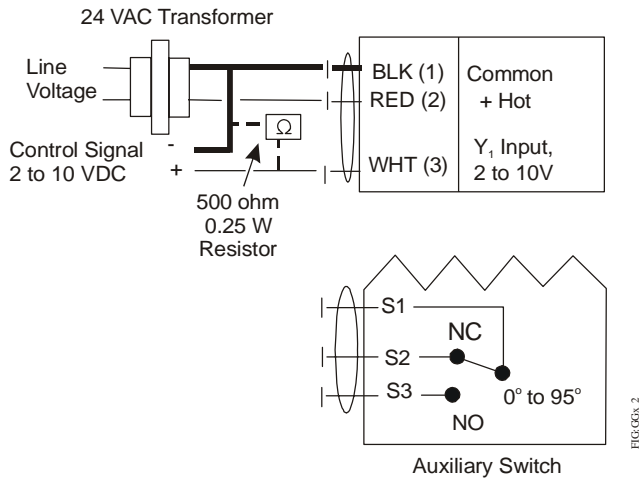 24 VAC Transformer
Line
Voltage
BLK (1)
Common
RED (2)
+ Hot
Control Signal
2 to 10 VDC
-
+
Ω
WHT (3)
Y₁ Input,
2 to 10V
500 ohm
0.25 W
Resistor
S1
NC
S2
S3
0° to 95°
NO
Auxiliary Switch
FIG:GGx_2